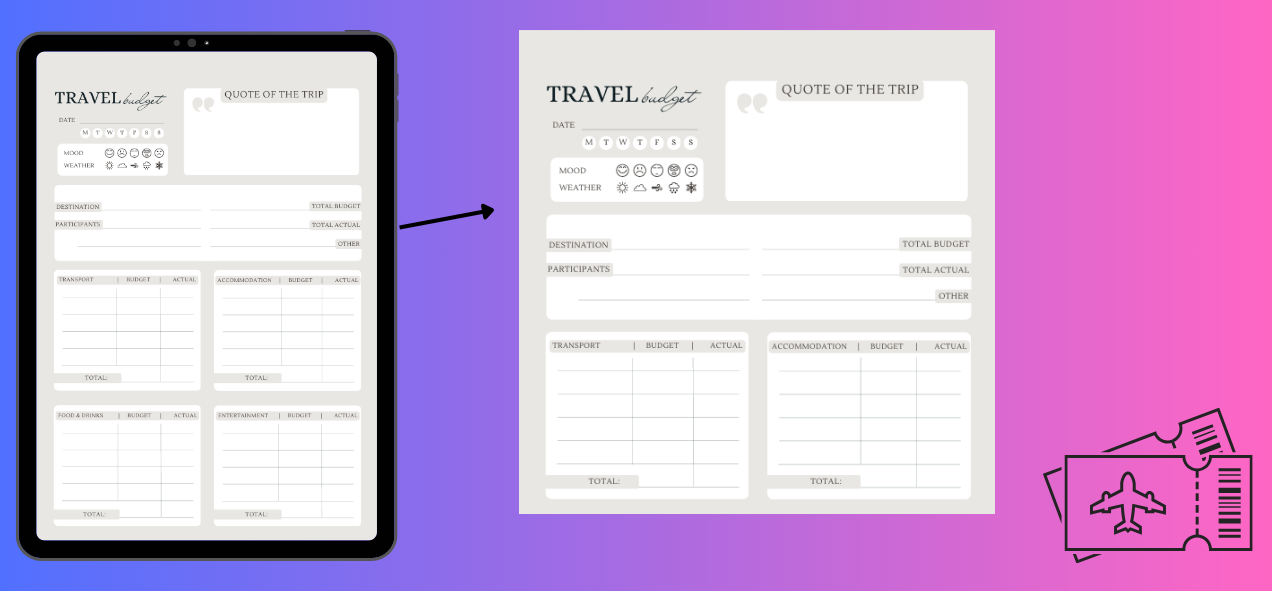 TRAVEL budget
QUOTE OF THE TRIP
DATE
M T W T F S S
MOOD
WEATHER
DESTINATION
TOTAL BUDGET
PARTICIPANTS
TOTAL ACTUAL
OTHER
TRANSPORT | BUDGET | ACTUAL
ACCOMMODATION | BUDGET | ACTUAL
TOTAL:
TOTAL:
FOOD & DRINKS | BUDGET | ACTUAL
ENTERTAINMENT | BUDGET | ACTUAL
TOTAL:
TOTAL:
TRAVEL budget
QUOTE OF THE TRIP
DATE
M T W T F S S
MOOD
WEATHER
DESTINATION
TOTAL BUDGET
PARTICIPANTS
TOTAL ACTUAL
OTHER
TRANSPORT | BUDGET | ACTUAL
ACCOMMODATION | BUDGET | ACTUAL
TOTAL:
TOTAL: